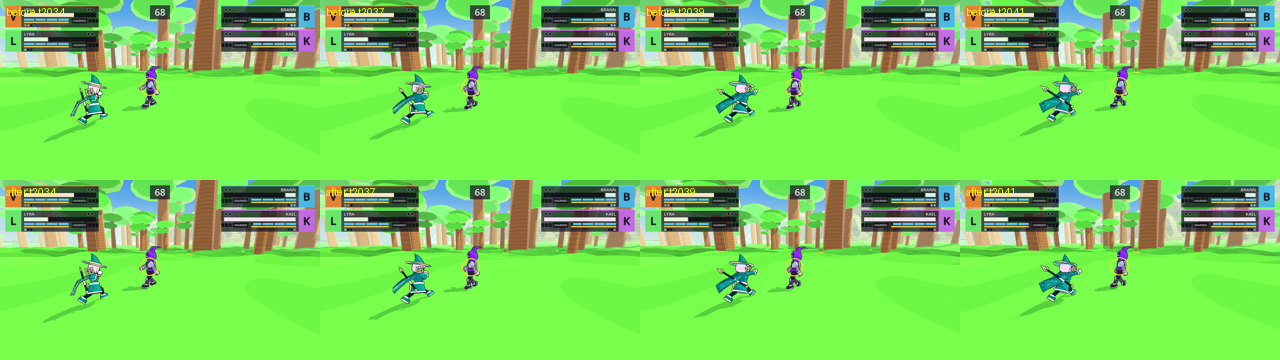 before t2034
V
68
BRANN
B
LYRA
L
KAEL
K
before t2037
V
68
BRANN
B
LYRA
L
KAEL
K
before t2039
V
68
BRANN
B
LYRA
L
KAEL
K
before t2041
V
68
BRANN
B
LYRA
L
KAEL
K
after t2034
V
68
BRANN
B
LYRA
L
KAEL
K
after t2037
V
68
BRANN
B
LYRA
L
KAEL
K
after t2039
V
68
BRANN
B
LYRA
L
KAEL
K
after t2041
V
68
BRANN
B
LYRA
L
KAEL
K